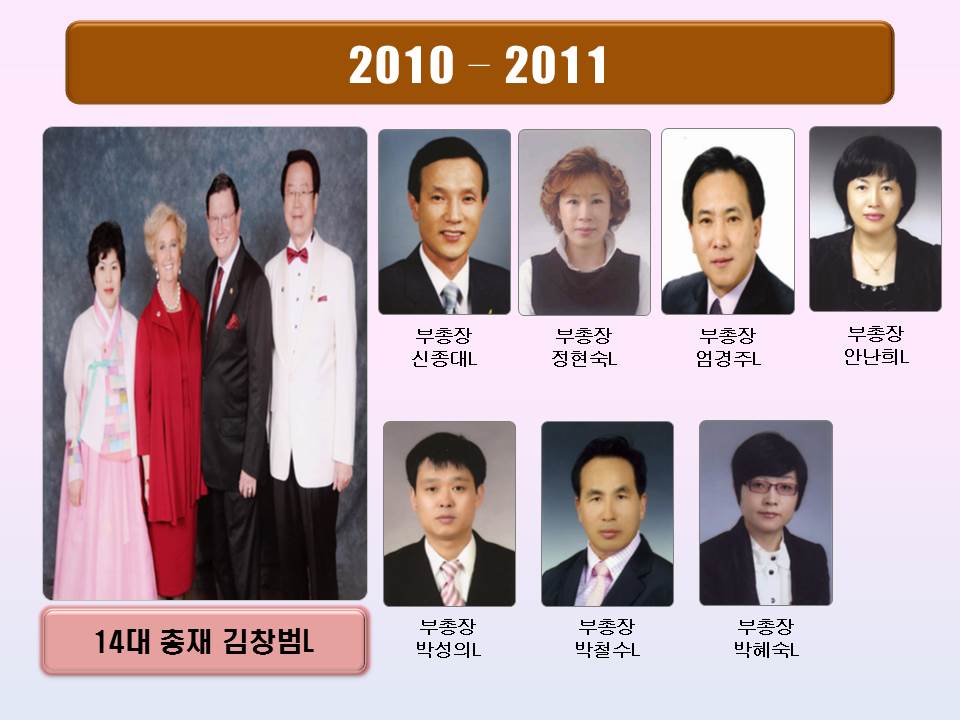 2010 – 2011
부총장
신종대L
부총장
정현숙L
부총장
엄경주L
부총장
안난희L
14대 총재 김창범L
부총장
박성의L
부총장
박철수L
부총장
박혜숙L